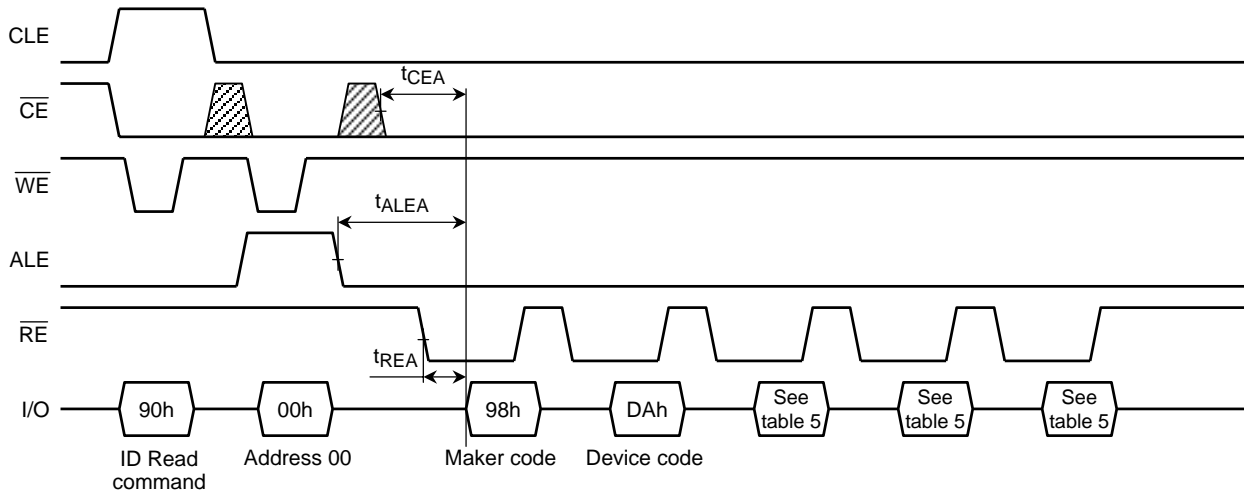 CLE
tCEA
CE
WE
tALEA
ALE
RE
tREA
I/O
90h
00h
98h
DAh
See
table 5
See
table 5
See
table 5
ID Read
command
Address 00
Maker code
Device code